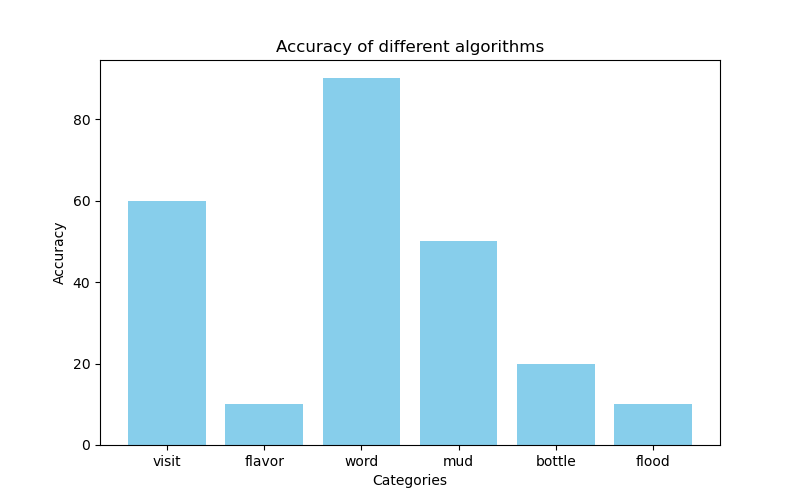 Accuracy of different algorithms
80
60
40
20
0
Accuracy
visit flavor word mud bottle flood
Categories